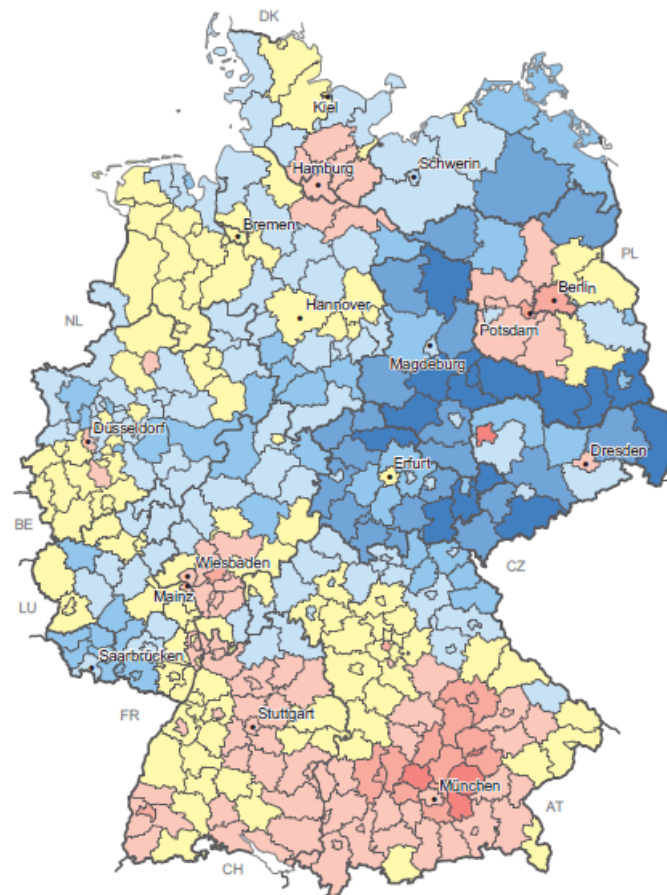 DK
Kiel
Hamburg
Schwerin
Bremen
PL
Berlin
Hannover
NL
Potsdam
Magdeburg
Düsseldorf
Dresden
Erfurt
BE
Wiesbaden
CZ
Mainz
LU
Saarbrücken
FR
Stuttgart
München
AT
CH